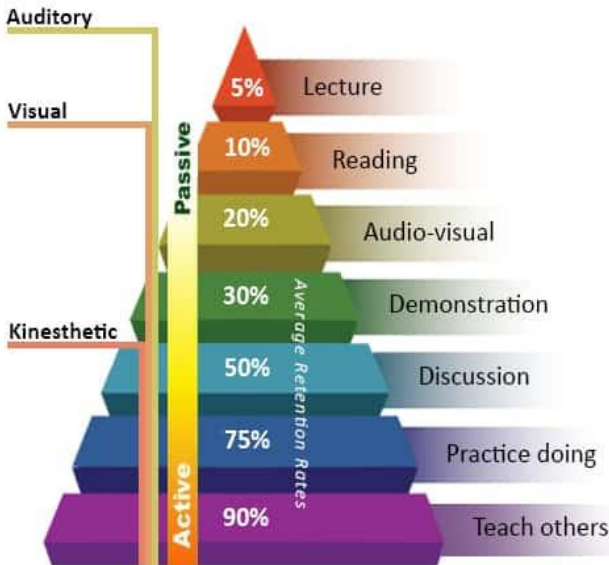 Auditory
Visual
Kinesthetic
Passive
Active
Average Retention Rates
5% Lecture
10% Reading
20% Audio-visual
30% Demonstration
50% Discussion
75% Practice doing
90% Teach others